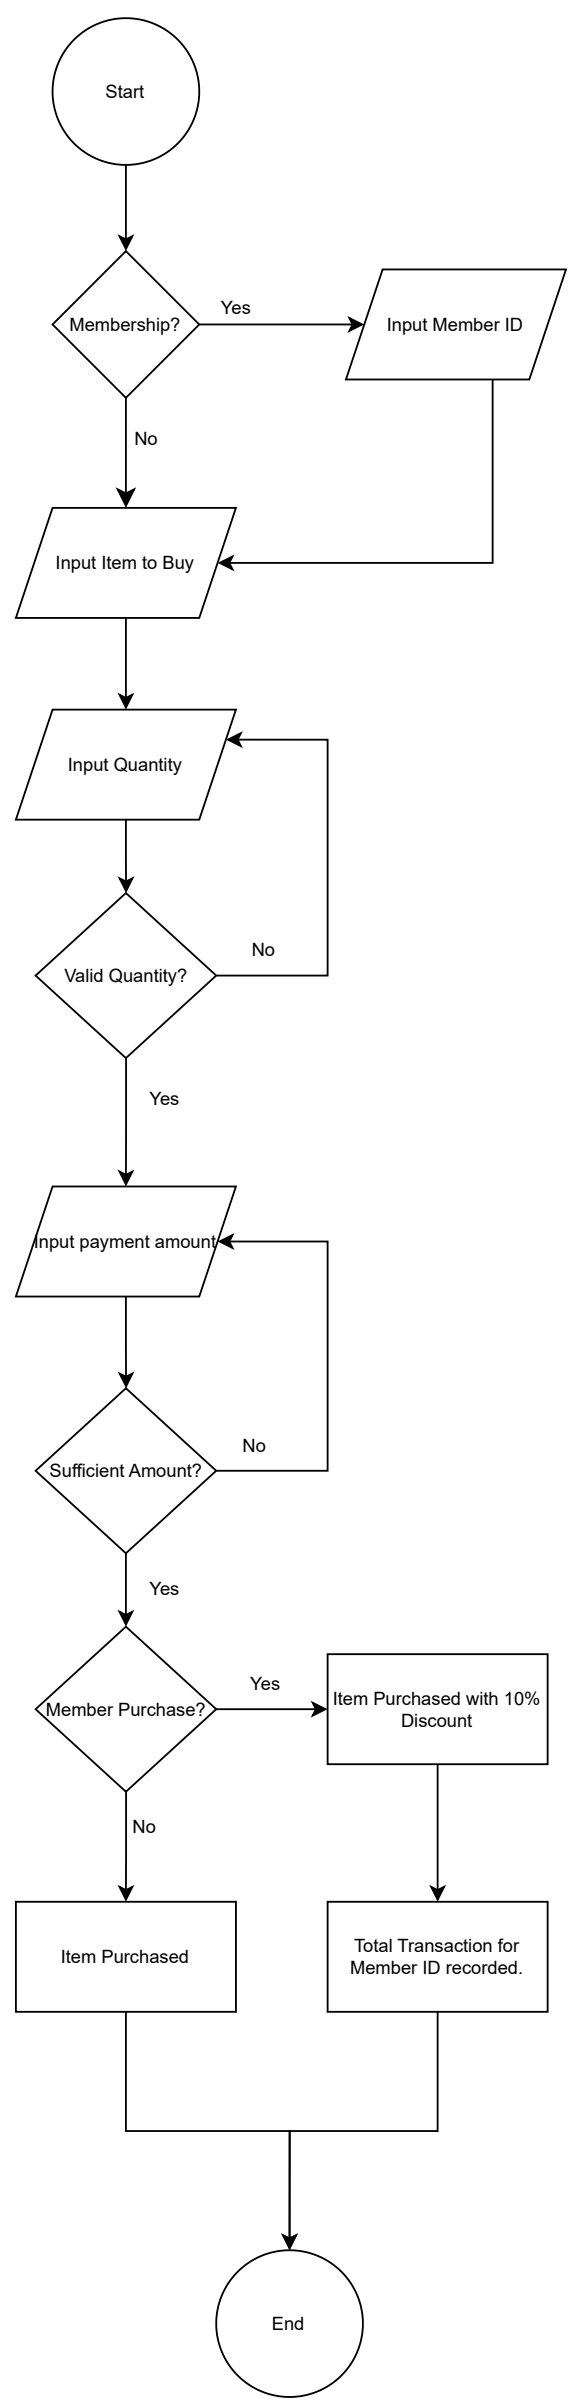 Start
Membership?
Yes
Input Member ID
No
Input Item to Buy
Input Quantity
Valid Quantity?
No
Yes
Input payment amount
Sufficient Amount?
No
Yes
Member Purchase?
Yes
Item Purchased with 10%
Discount
No
Item Purchased
Total Transaction for
Member ID recorded.
End